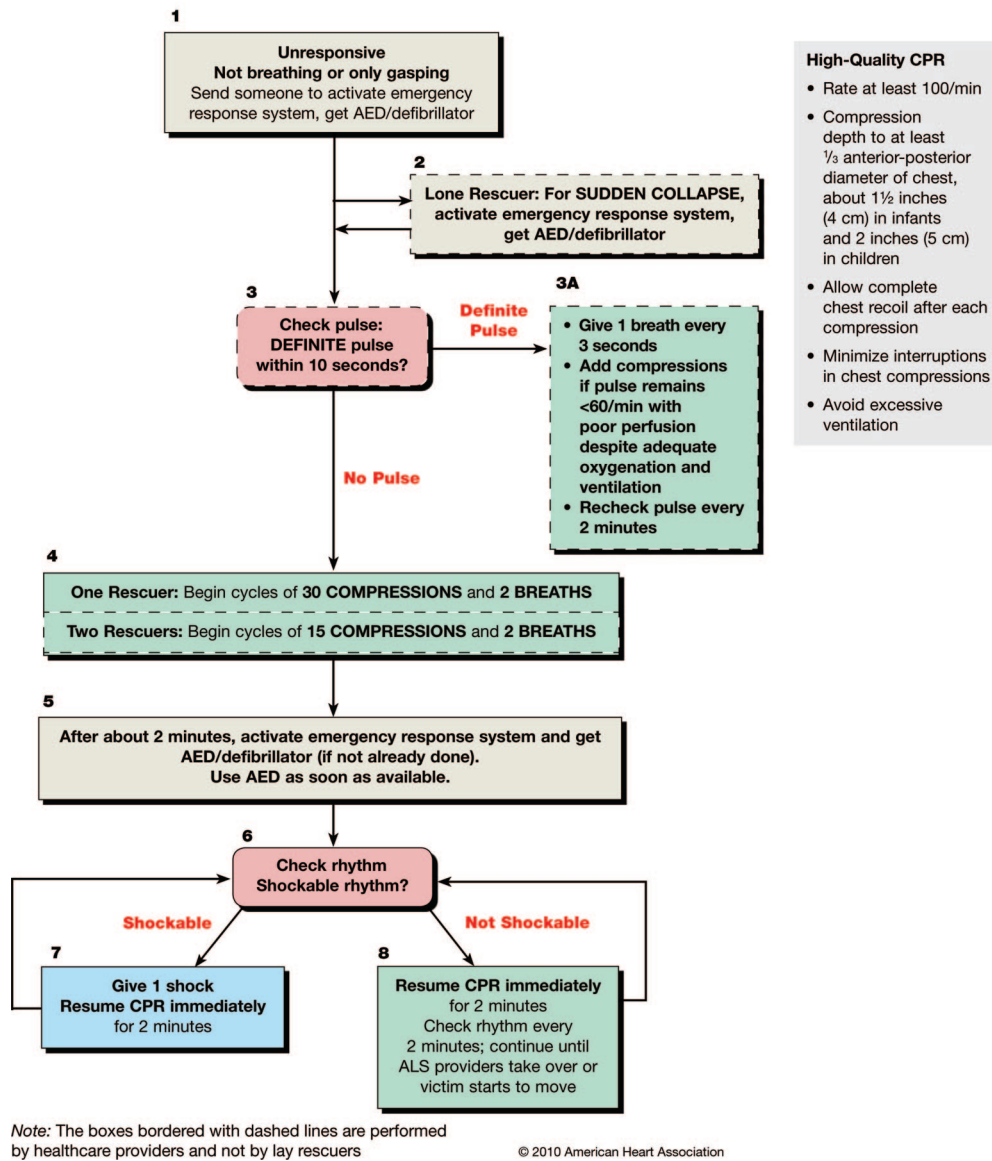 1
Unresponsive
Not breathing or only gasping
Send someone to activate emergency
response system, get AED/defibrillator
2
Lone Rescuer: For SUDDEN COLLAPSE,
activate emergency response system,
get AED/defibrillator
3
Check pulse:
DEFINITE pulse
within 10 seconds?
Definite
Pulse
3A
• Give 1 breath every
3 seconds
• Add compressions
if pulse remains
<60/min with
poor perfusion
despite adequate
oxygenation and
ventilation
• Recheck pulse every
2 minutes
No Pulse
4
One Rescuer: Begin cycles of 30 COMPRESSIONS and 2 BREATHS
Two Rescuers: Begin cycles of 15 COMPRESSIONS and 2 BREATHS
5
After about 2 minutes, activate emergency response system and get
AED/defibrillator (if not already done).
Use AED as soon as available.
6
Check rhythm
Shockable rhythm?
Shockable
Not Shockable
7
Give 1 shock
Resume CPR immediately
for 2 minutes
8
Resume CPR immediately
for 2 minutes
Check rhythm every
2 minutes; continue until
ALS providers take over or
victim starts to move
High-Quality CPR
• Rate at least 100/min
• Compression
depth to at least
⅓ anterior-posterior
diameter of chest,
about 1½ inches
(4 cm) in infants
and 2 inches (5 cm)
in children
• Allow complete
chest recoil after each
compression
• Minimize interruptions
in chest compressions
• Avoid excessive
ventilation
Note: The boxes bordered with dashed lines are performed
by healthcare providers and not by lay rescuers
© 2010 American Heart Association